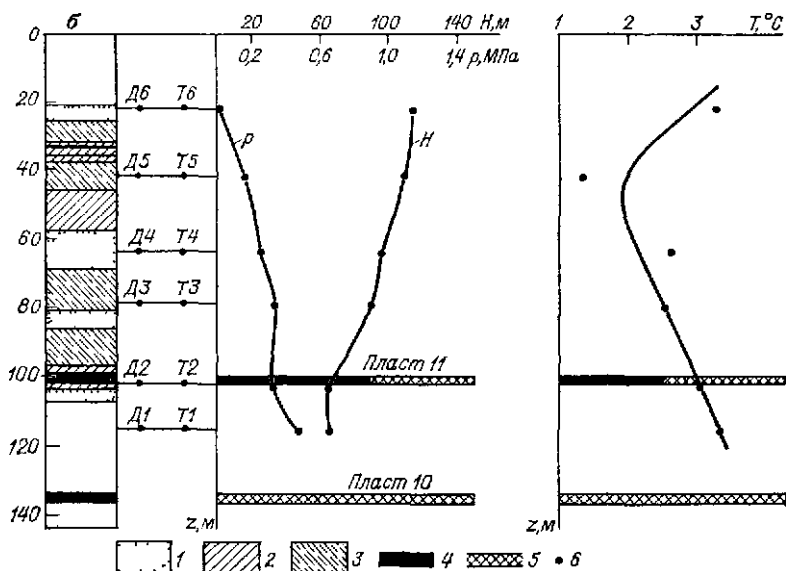 б
20 60 100 140 H, м
0,2 0,6 1,0 1,4 p, МПа
1 2 3 T, °C
0
20
40
60
80
100
120
140
Д6 Т6
Д5 Т5
Д4 Т4
Д3 Т3
Д2 Т2
Д1 Т1
p
H
Пласт 11
Пласт 10
z, м
z, м
1 2 3 4 5 6